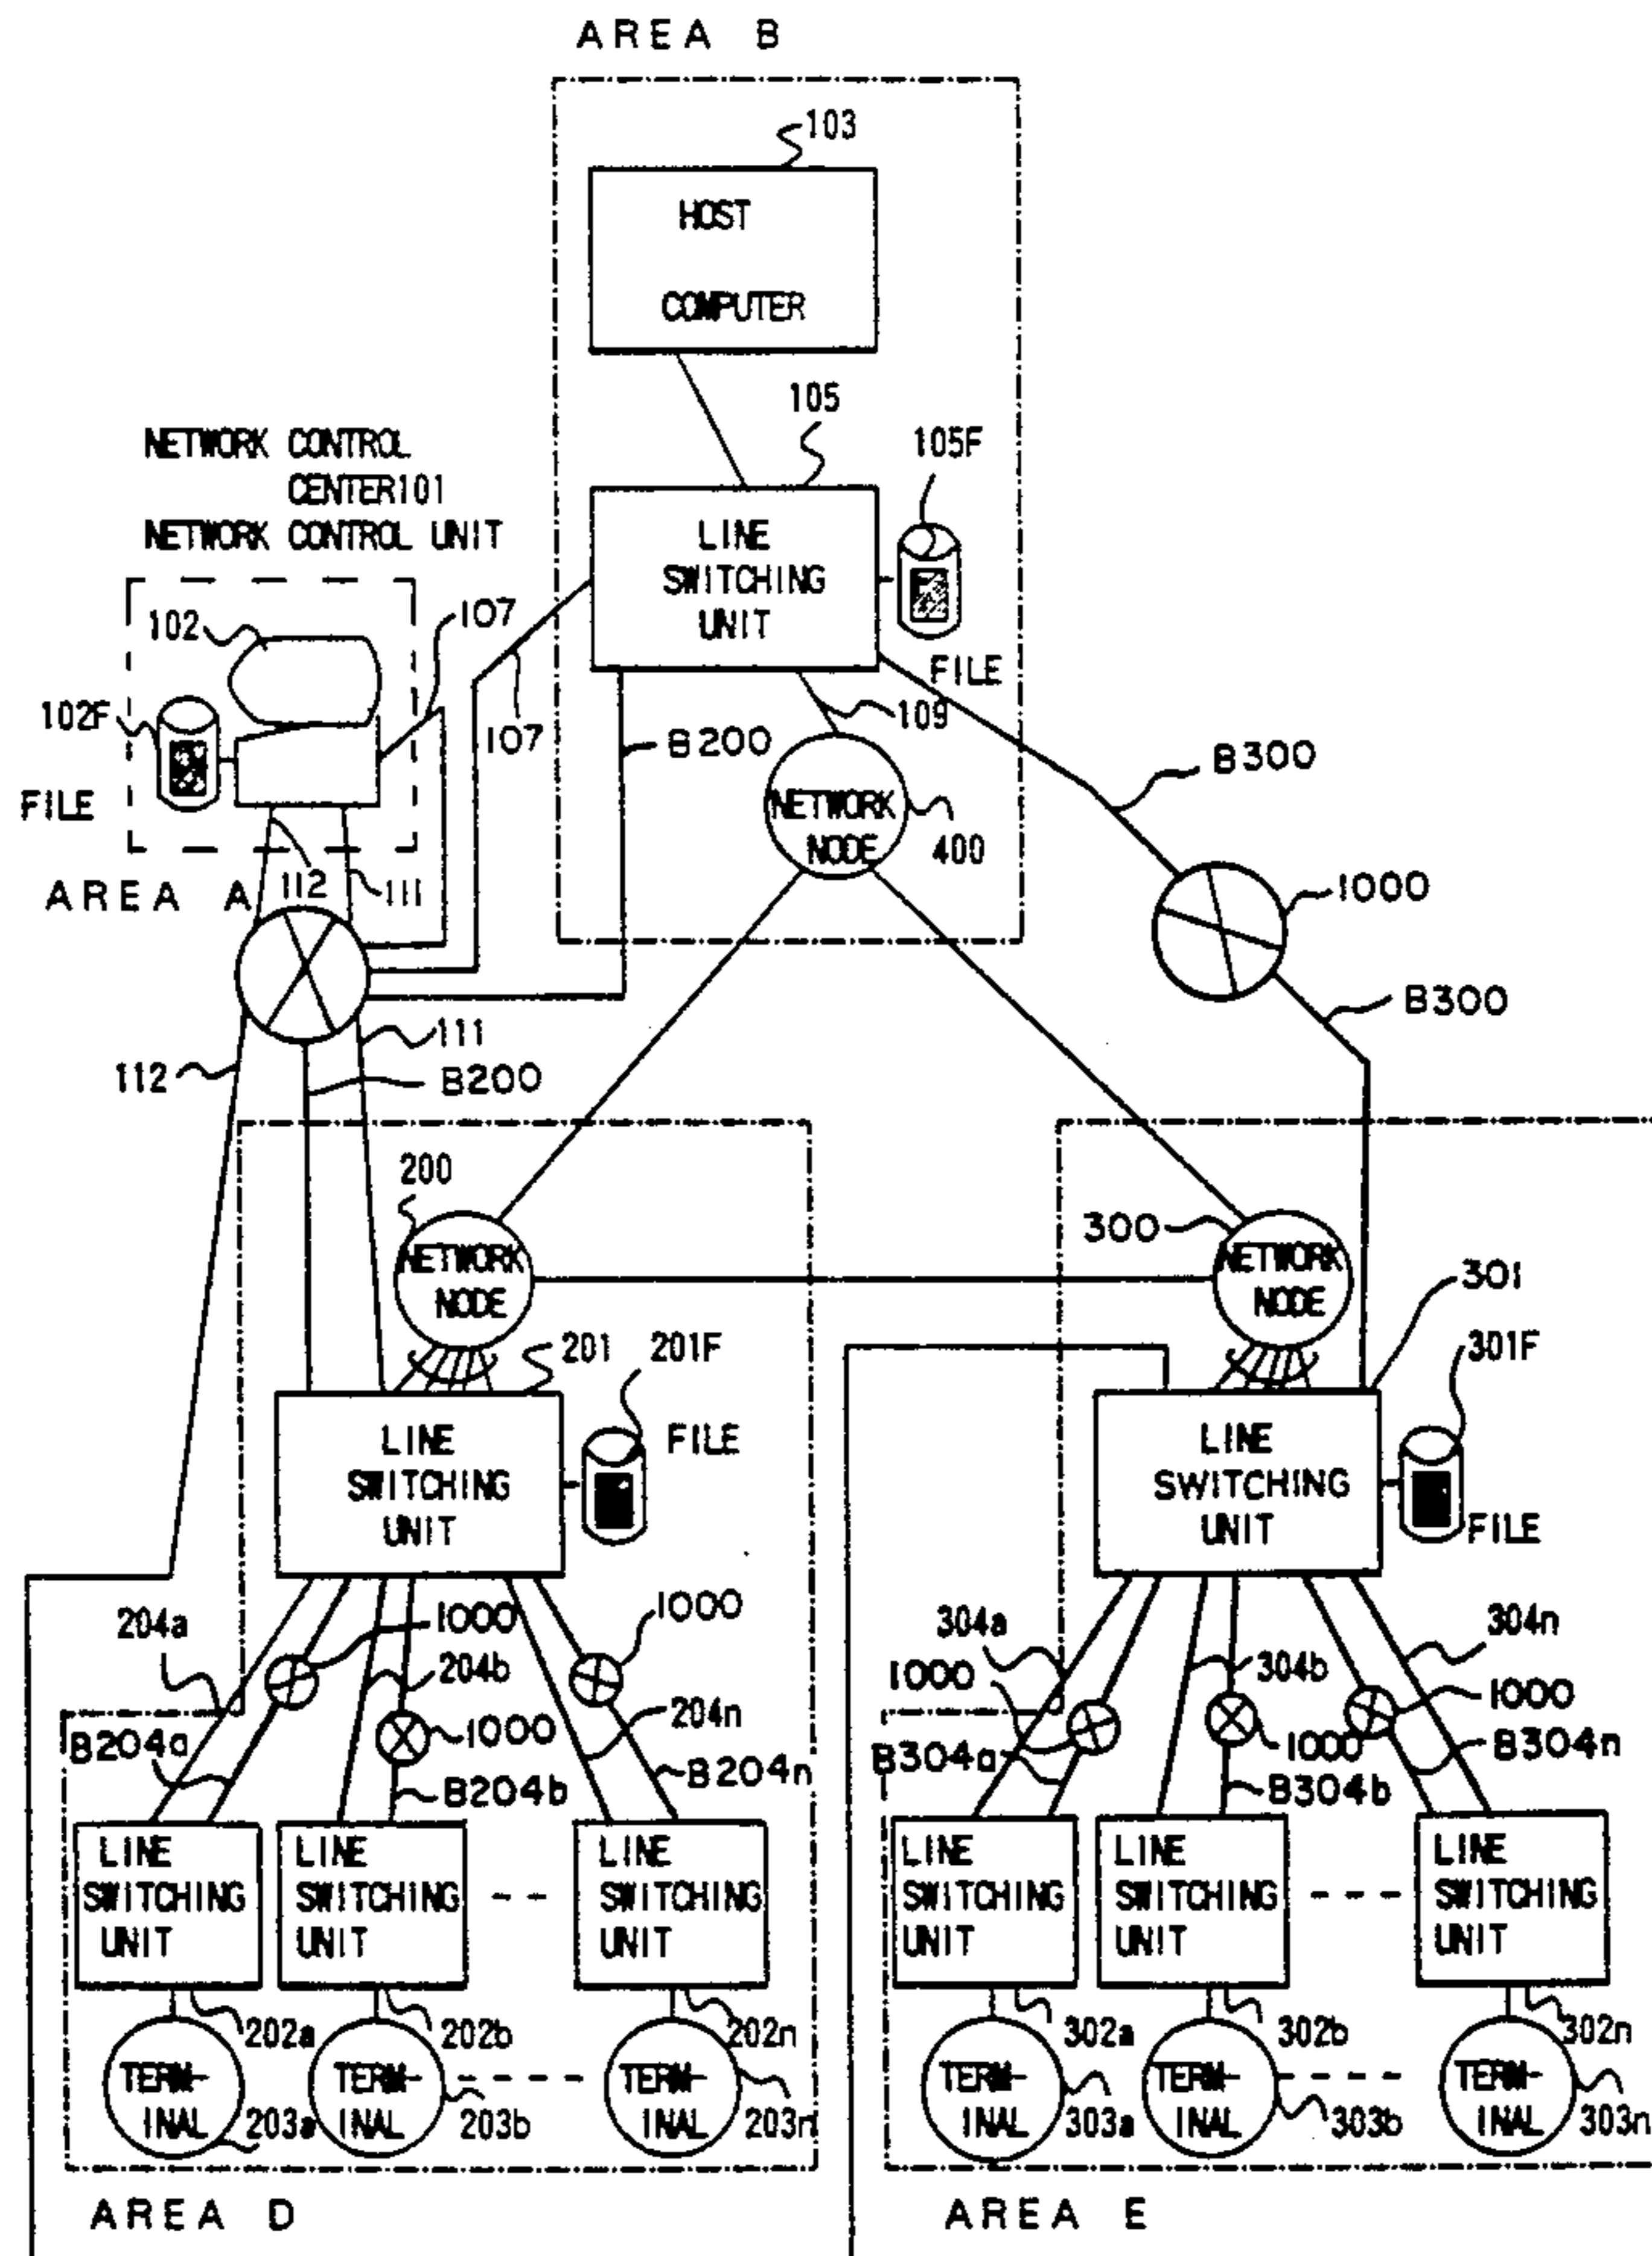 AREA B
103
HOST
COMPUTER
105
105F
NETWORK CONTROL
CENTER101
NETWORK CONTROL UNIT
LINE
SWITCHING
UNIT
FILE
102
107
102F
107
109
B200
B300
FILE
NETWORK
NODE
400
AREA A
112
111
1000
B300
111
112
B200
200
NETWORK
NODE
300
NETWORK
NODE
301
201
201F
301F
LINE
SWITCHING
UNIT
FILE
LINE
SWITCHING
UNIT
FILE
204a
1000
1000
204b
204n
304a
304n
1000
304b
1000
B204a
1000
B204b
B204n
B304a
1000
B304b
B304n
LINE
SWITCHING
UNIT
LINE
SWITCHING
UNIT
LINE
SWITCHING
UNIT
LINE
SWITCHING
UNIT
LINE
SWITCHING
UNIT
LINE
SWITCHING
UNIT
202a
202b
202n
302a
302b
302n
TERM-
INAL
203a
TERM-
INAL
203b
TERM-
INAL
203n
TERM-
INAL
303a
TERM-
INAL
303b
TERM-
INAL
303n
AREA D
AREA E